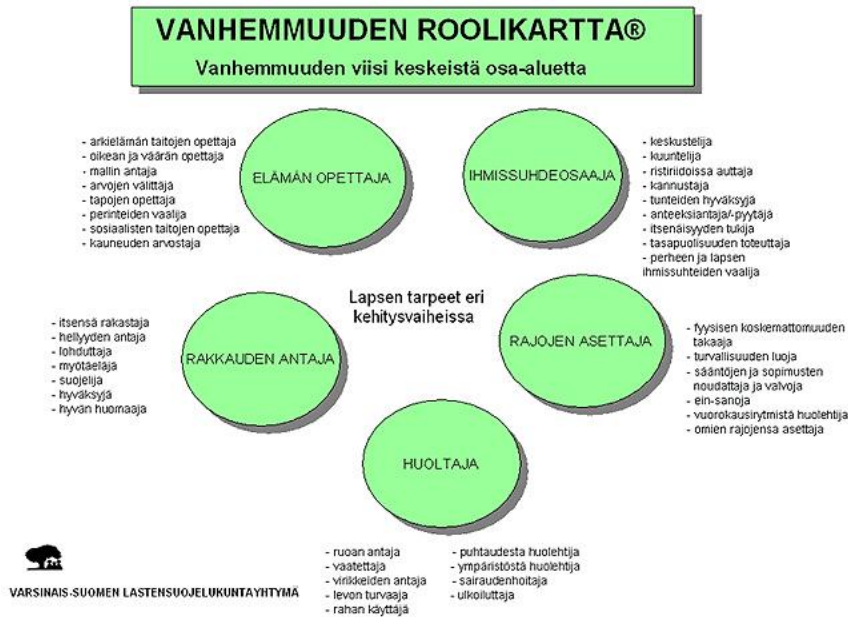 VANHEMMUUDEN ROOLIKARTTA®
Vanhemmuuden viisi keskeistä osa-aluetta
- arkielämän taitojen opettaja
- oikean ja väärän opettaja
- mallin antaja
- arvojen välittäjä
- tapojen opettaja
- perinteiden vaalija
- sosiaalisten taitojen opettaja
- kauneuden arvostaja
ELÄMÄN OPETTAJA
IHMISSUHDEOSAAJA
- keskustelija
- kuuntelija
- ristiriidoissa auttaja
- kannustaja
- tunteiden hyväksyjä
- anteeksiantaja/-pyytäjä
- itsenäisyyden tukija
- tasapuolisuuden toteuttaja
- perheen ja lapsen
ihmissuhteiden vaalija
Lapsen tarpeet eri
kehitysvaiheissa
- itsensä rakastaja
- hellyyden antaja
- lohduttaja
- myötäeläjä
- suojelija
- hyväksyjä
- hyvän huomaaja
RAKKAUDEN ANTAJA
RAJOJEN ASETTAJA
- fyysisen koskemattomuuden
takaaja
- turvallisuuden luoja
- sääntöjen ja sopimusten
noudattaja ja valvoja
- ein-sanoja
- vuorokausirytmistä huolehtija
- omien rajojensa asettaja
HUOLTAJA
- ruoan antaja
- vaatettaja
- virikkeiden antaja
- levon turvaaja
- rahan käyttäjä
- puhtaudesta huolehtija
- ympäristöstä huolehtija
- sairaudenhoitaja
- ulkoiluttaja
VARSINAIS-SUOMEN LASTENSUOJELUKUNTAYHTYMÄ